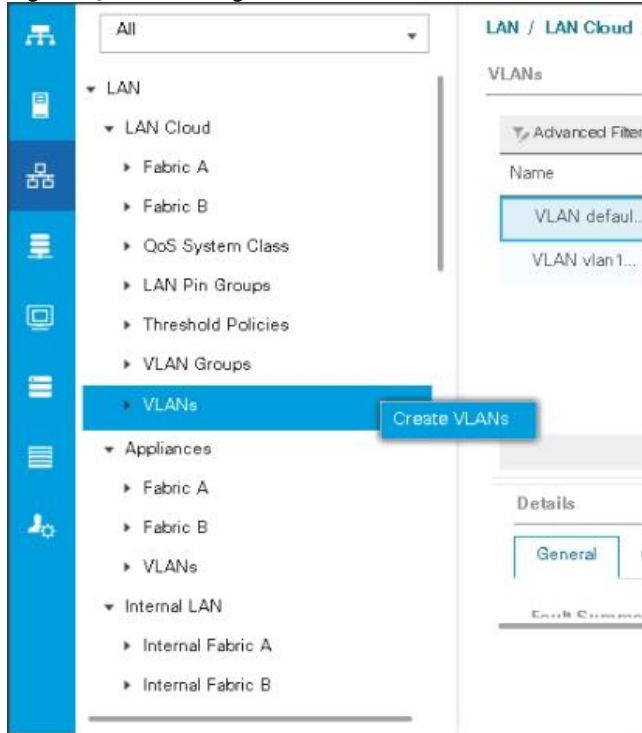 All
LAN
LAN Cloud
Fabric A
Fabric B
QoS System Class
LAN Pin Groups
Threshold Policies
VLAN Groups
VLANs
Create VLANs
Appliances
Fabric A
Fabric B
VLANs
Internal LAN
Internal Fabric A
Internal Fabric B
LAN / LAN Cloud
VLANs
Advanced Filter
Name
VLAN defaul...
VLAN vlan1...
Details
General
Fault